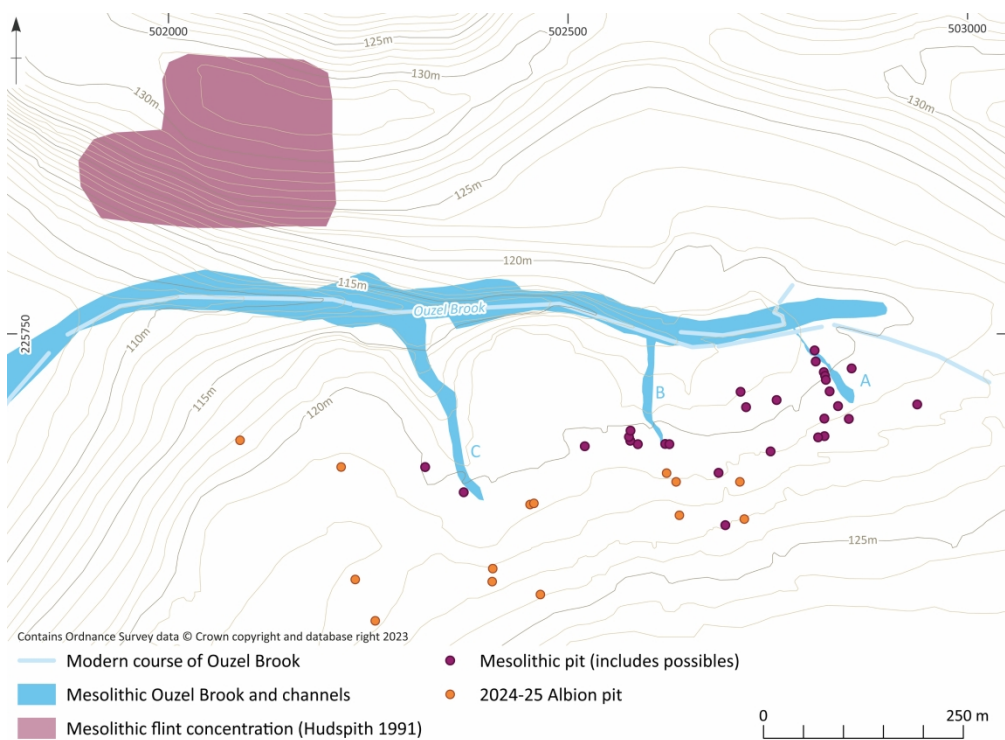 502000
502500
503000
125m
130m
130m
130m
125m
120m
115m
Ouzel Brook
225750
110m
115m
120m
A
B
C
125m
Contains Ordnance Survey data © Crown copyright and database right 2023
Modern course of Ouzel Brook
Mesolithic pit (includes possibles)
Mesolithic Ouzel Brook and channels
2024-25 Albion pit
Mesolithic flint concentration (Hudspith 1991)
0
250 m